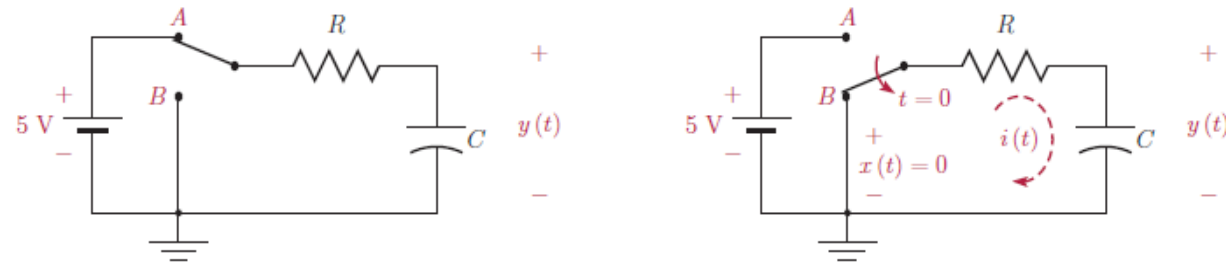 A
R
+
B
+
5 V
y (t)
C
−
−
A
R
+
B
t = 0
+
5 V
+
i (t)
y (t)
C
−
x (t) = 0
−
−